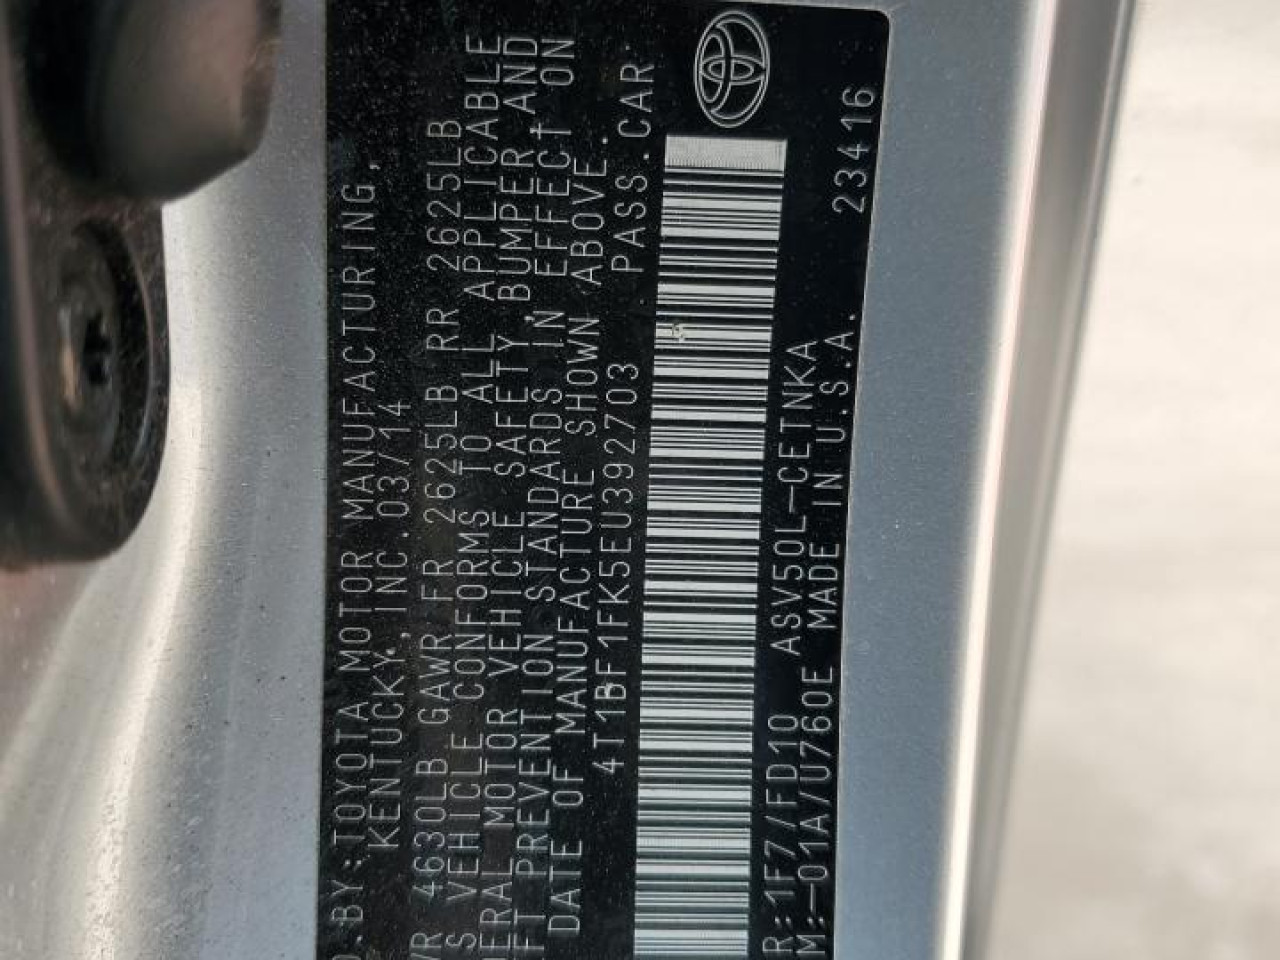 D.BY:TOYOTA MOTOR MANUFACTURING,
KENTUCKY, INC. 03/14
WR 4630LB GAWR FR 2625LB RR 2625LB
S VEHICLE CONFORMS TO ALL APPLICABLE
ERAL MOTOR VEHICLE SAFETY, BUMPER, AND
FT PREVENTION STANDARDS IN EFFECT ON
DATE OF MANUFACTURE SHOWN ABOVE.
4T1BF1FK5EU392703 PASS.CAR
R:1F7/FD10 ASV50L-CETNKA
M:-01A/U760E MADE IN U.S.A. 23416